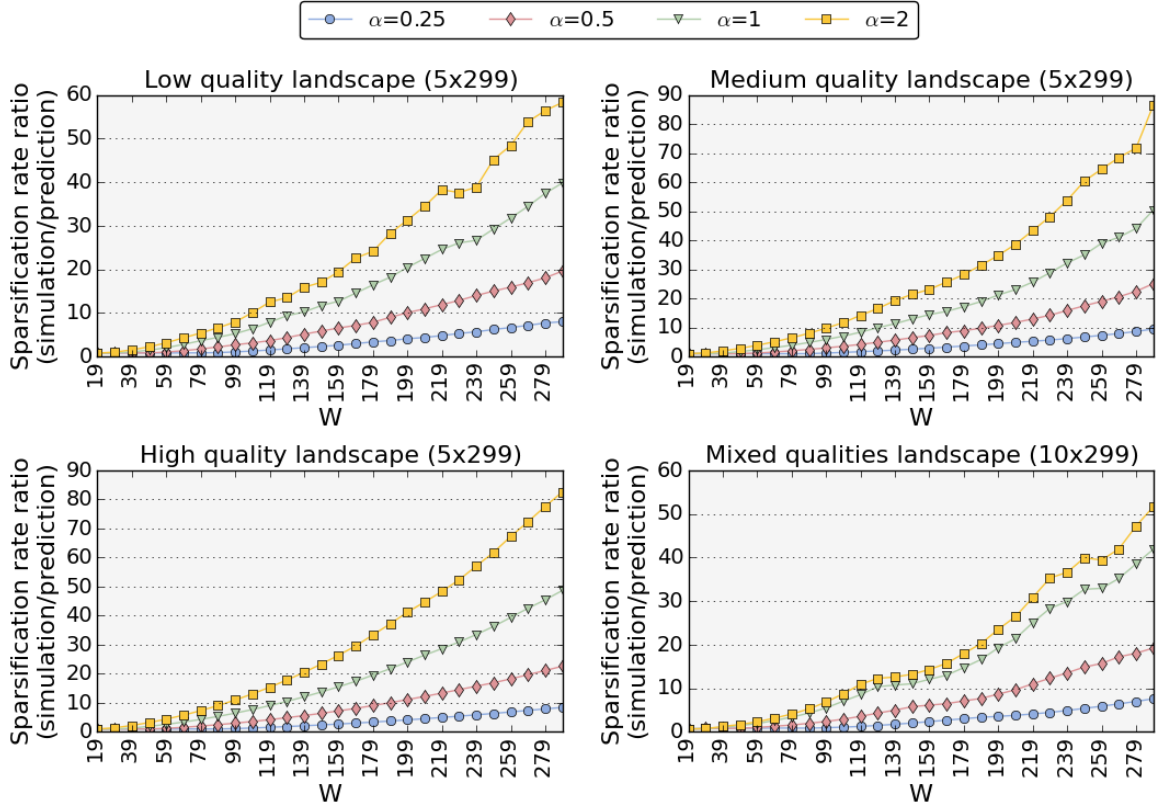 α=0.25 α=0.5 α=1 α=2
Low quality landscape (5x299)
Sparsification rate ratio
(simulation/prediction)
60
50
40
30
20
10
0
19 39 59 79 99 119 139 159 179 199 219 239 259 279
W
Medium quality landscape (5x299)
Sparsification rate ratio
(simulation/prediction)
90
80
70
60
50
40
30
20
10
0
19 39 59 79 99 119 139 159 179 199 219 239 259 279
W
High quality landscape (5x299)
Sparsification rate ratio
(simulation/prediction)
90
80
70
60
50
40
30
20
10
0
19 39 59 79 99 119 139 159 179 199 219 239 259 279
W
Mixed qualities landscape (10x299)
Sparsification rate ratio
(simulation/prediction)
60
50
40
30
20
10
0
19 39 59 79 99 119 139 159 179 199 219 239 259 279
W